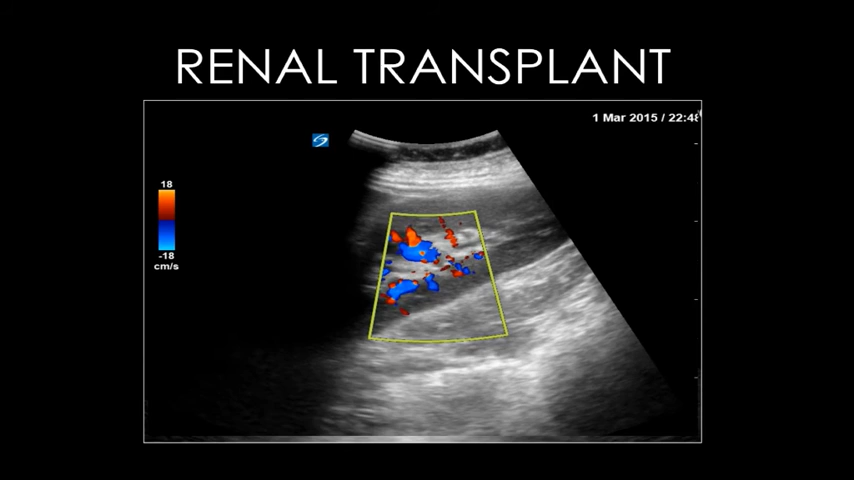 RENAL TRANSPLANT
1 Mar 2015 / 22:48
18
-18
cm/s